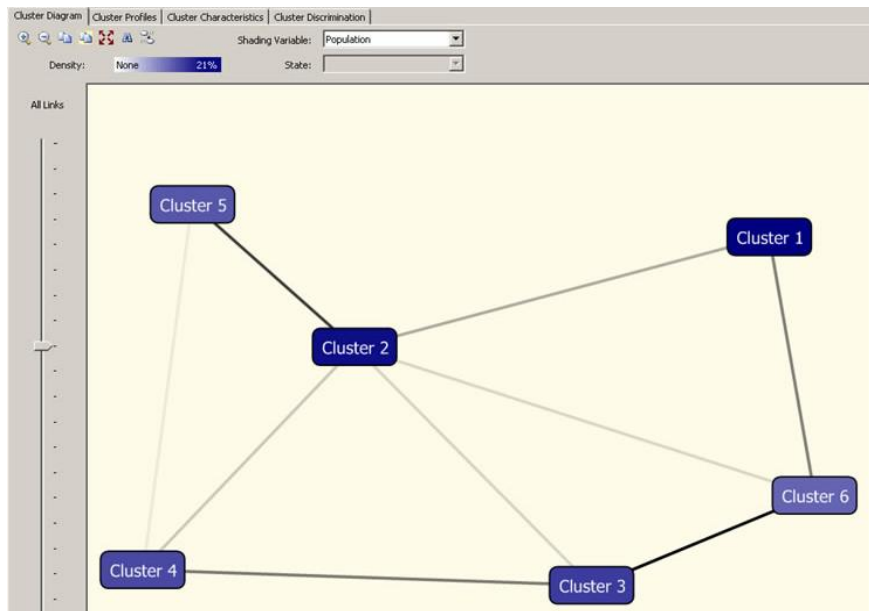 Cluster Diagram Cluster Profiles Cluster Characteristics Cluster Discrimination
Shading Variable: Population
Density: None 21% State:
All Links
Cluster 5
Cluster 1
Cluster 2
Cluster 6
Cluster 4
Cluster 3